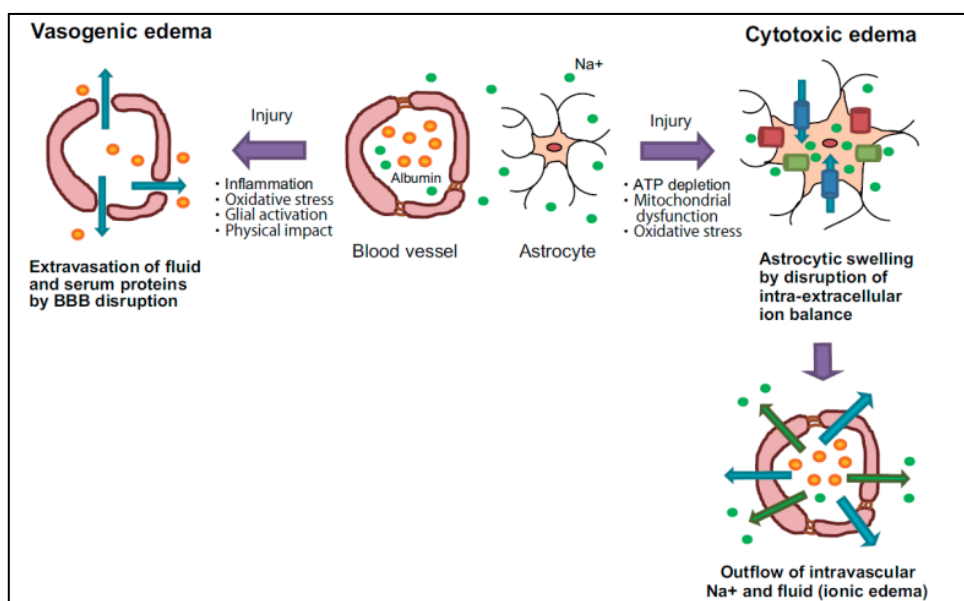 Vasogenic edema
Cytotoxic edema
Na+
Injury
Injury
Albumin
• Inflammation
• Oxidative stress
• Glial activation
• Physical impact
• ATP depletion
• Mitochondrial
dysfunction
• Oxidative stress
Blood vessel
Astrocyte
Extravasation of fluid
and serum proteins
by BBB disruption
Astrocytic swelling
by disruption of
intra-extracellular
ion balance
Outflow of intravascular
Na+ and fluid (ionic edema)